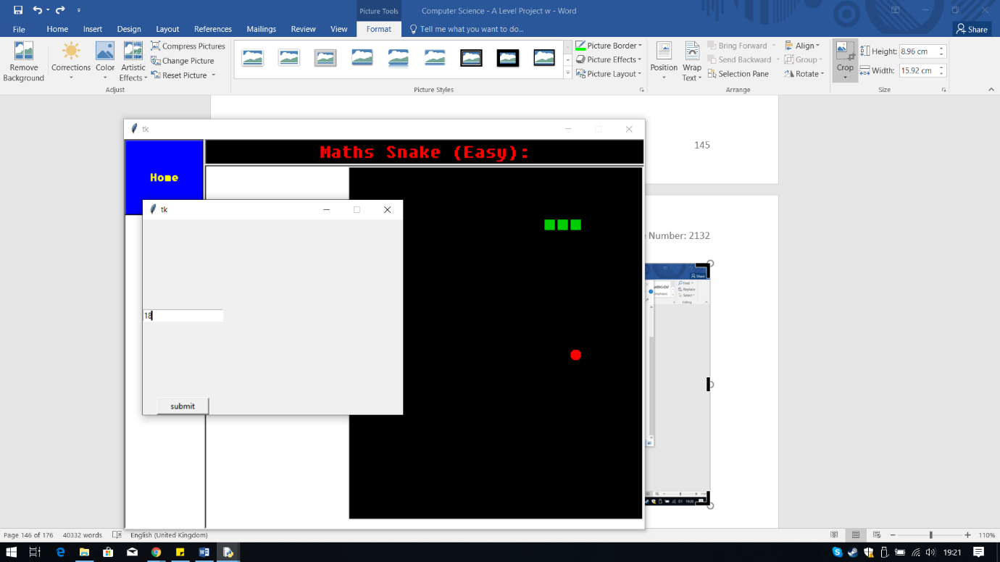 Picture Tools
Computer Science - A Level Project w - Word
File Home Insert Design Layout References Mailings Review View Format Tell me what you want to do... Share
Remove Background
Corrections
Color
Artistic Effects
Compress Pictures
Change Picture
Reset Picture
Adjust
Picture Styles
Picture Border
Picture Effects
Picture Layout
Position
Wrap Text
Bring Forward
Send Backward
Selection Pane
Align
Group
Rotate
Arrange
Crop
Height: 8.96 cm
Width: 15.92 cm
Size
145
tk
Home
Maths Snake (Easy):
tk
18
submit
Number: 2132
Share
Find
Replace
Select
Editing
Page 146 of 176 40332 words English (United Kingdom) 110%
19:21